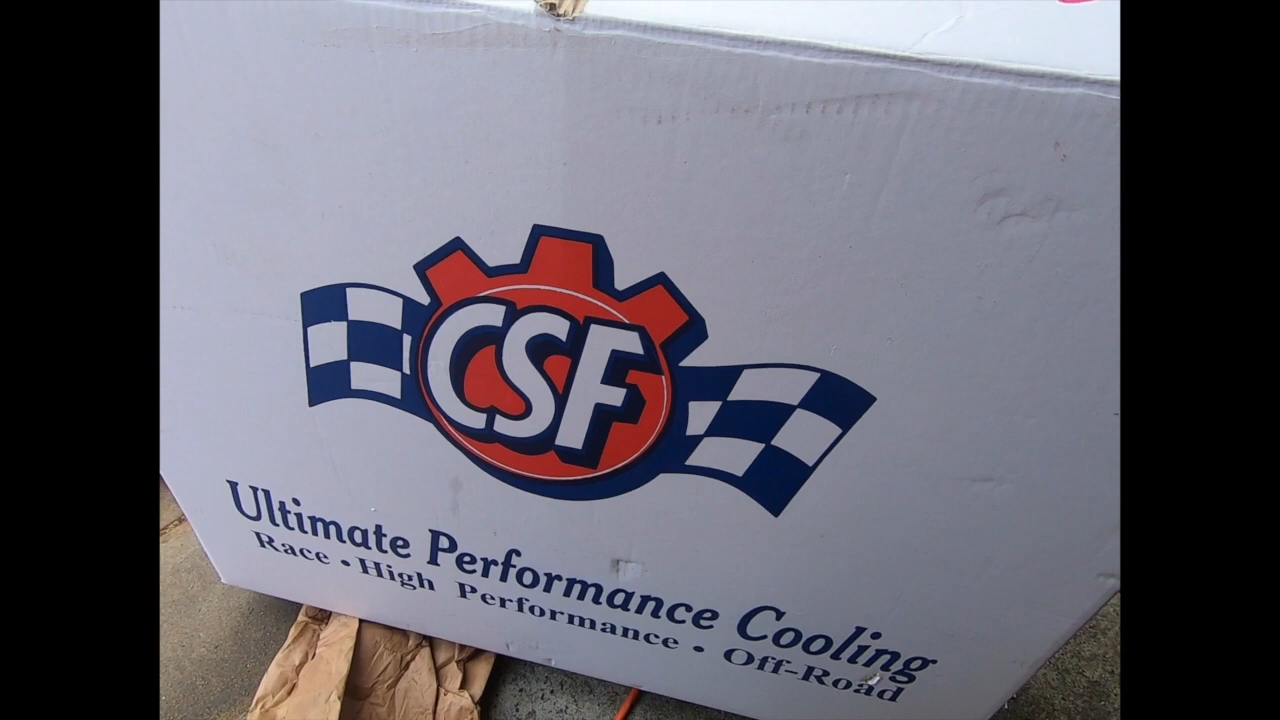 CSF
Ultimate Performance Cooling
Race • High Performance • Off-Road